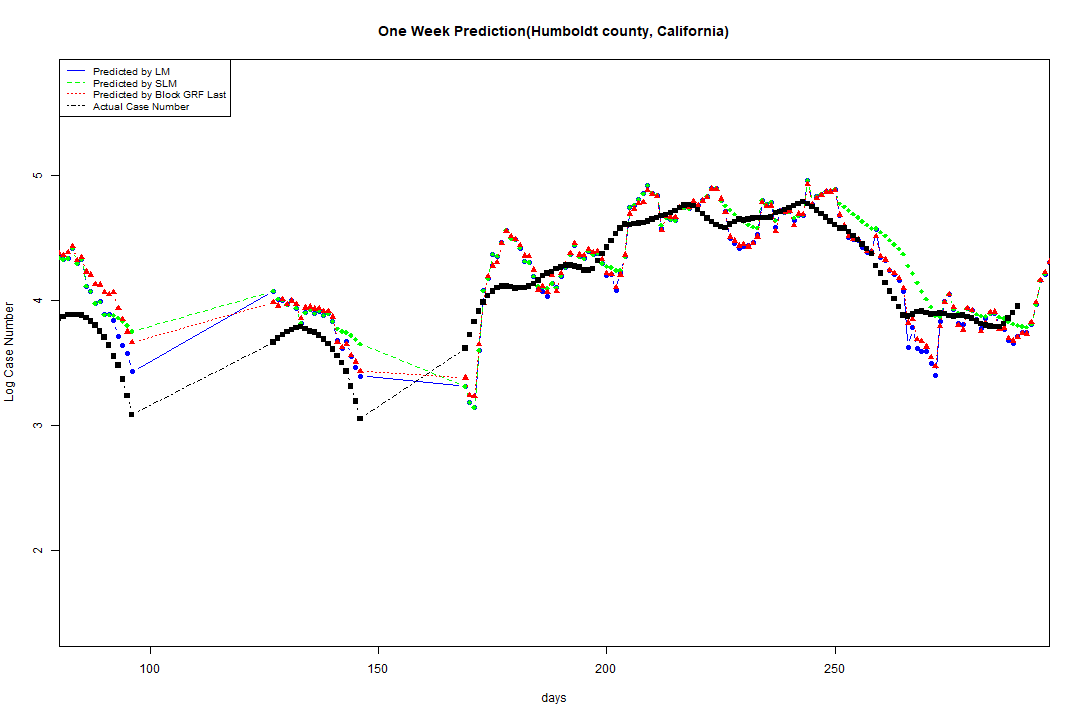 One Week Prediction(Humboldt county, California)
Predicted by LM
Predicted by SLM
Predicted by Block GRF Last
Actual Case Number
5
4
3
2
Log Case Number
100
150
200
250
days